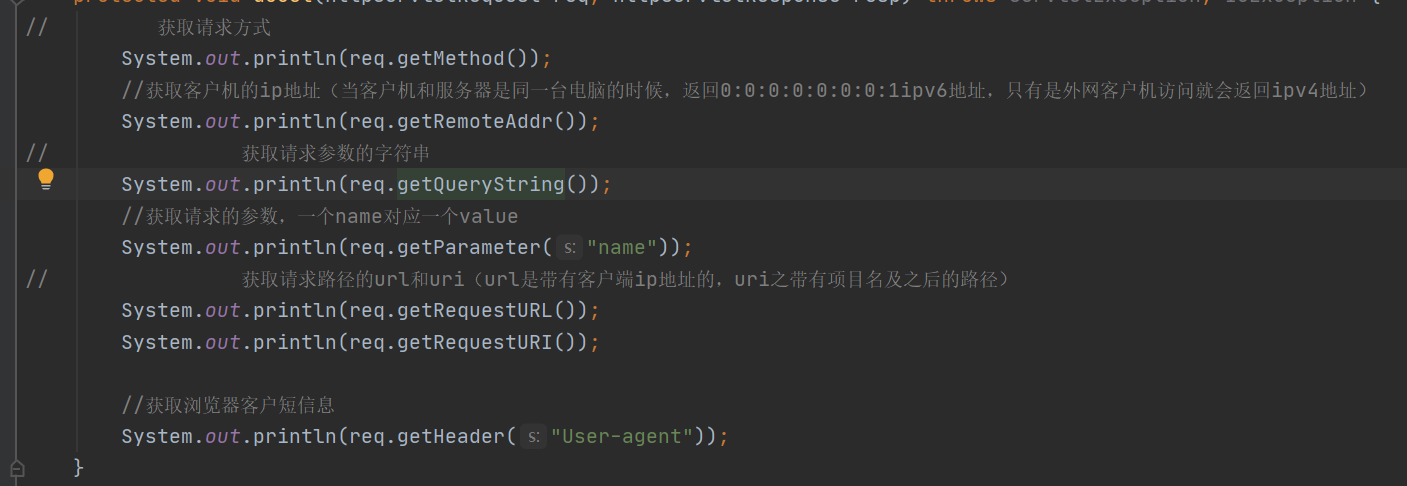 protected void doGet(HttpServletRequest req, HttpServletResponse resp) throws ServletException, IOException {
// 获取请求方式
System.out.println(req.getMethod());
//获取客户机的ip地址（当客户机和服务器是同一台电脑的时候，返回0:0:0:0:0:0:0:1ipv6地址，只有是外网客户机访问就会返回ipv4地址）
System.out.println(req.getRemoteAddr());
// 获取请求参数的字符串
System.out.println(req.getQueryString());
//获取请求的参数，一个name对应一个value
System.out.println(req.getParameter( s: "name"));
// 获取请求路径的url和uri（url是带有客户端ip地址的，uri之带有项目名及之后的路径）
System.out.println(req.getRequestURL());
System.out.println(req.getRequestURI());
//获取浏览器客户短信息
System.out.println(req.getHeader( s: "User-agent"));
}